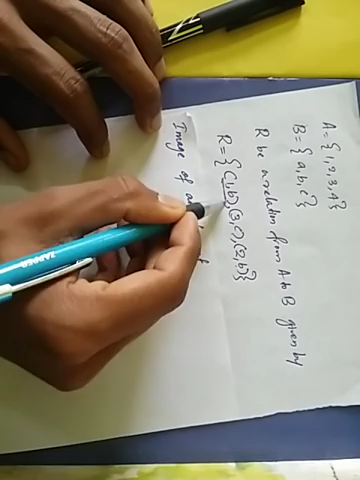 A = {1, 2, 3, 4}
B = {a, b, c}
R be a relation from A to B given by
R = {(1, b), (3, c), (2, b)}
Image of